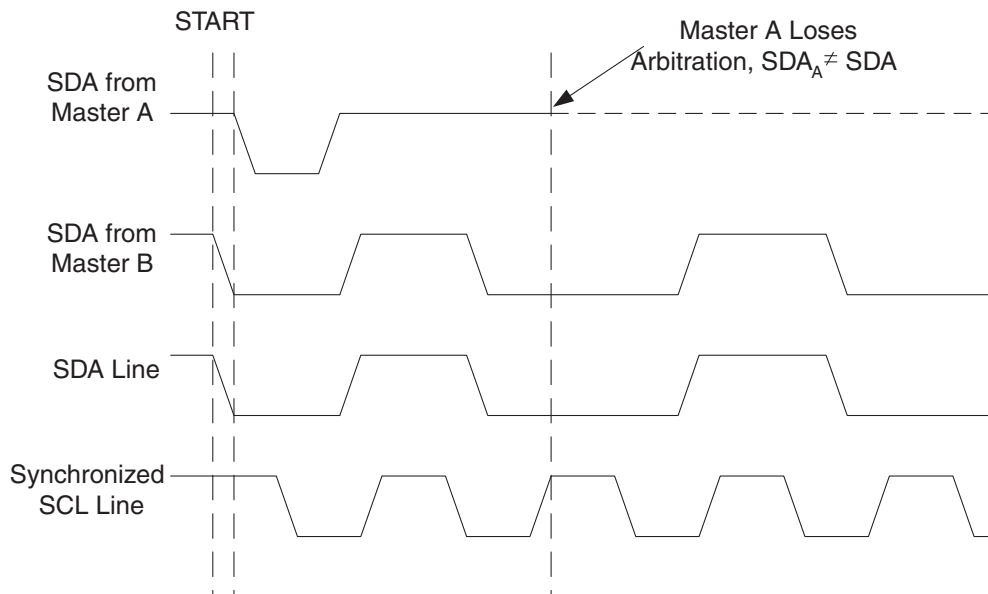 START
Master A Loses
Arbitration, SDA_A ≠ SDA
SDA from
Master A
SDA from
Master B
SDA Line
Synchronized
SCL Line